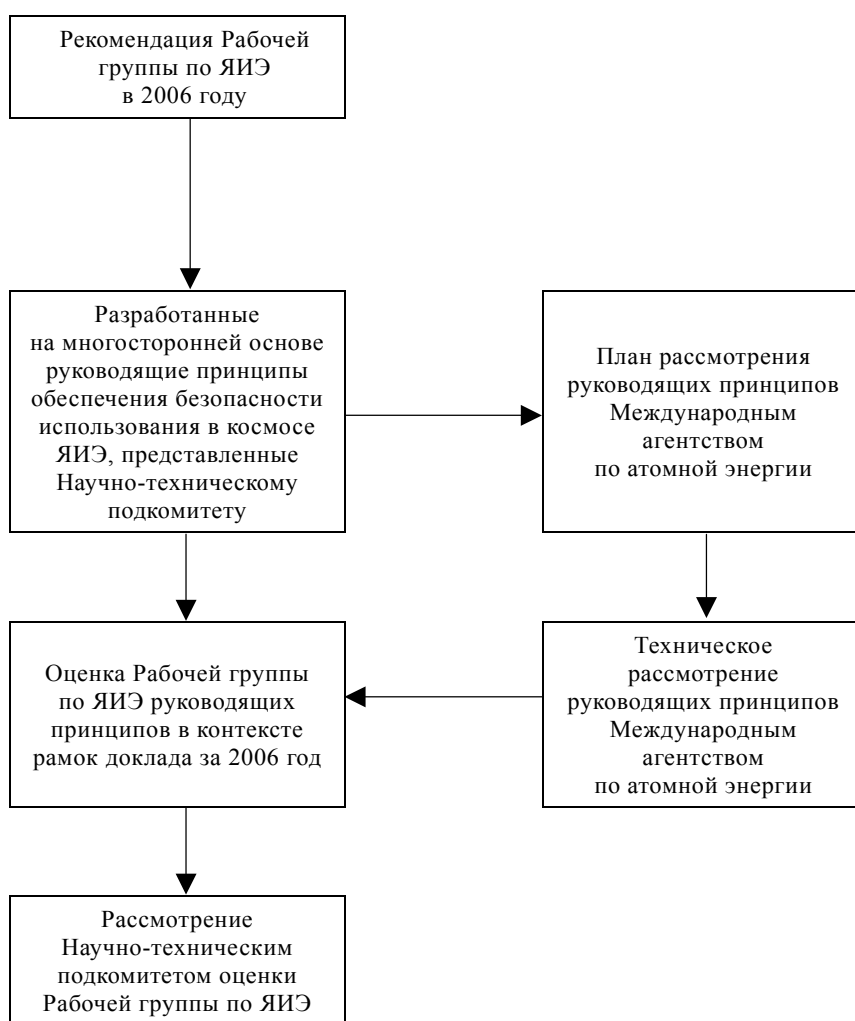 Рекомендация Рабочей
группы по ЯИЭ
в 2006 году
Разработанные
на многосторонней основе
руководящие принципы
обеспечения безопасности
использования в космосе
ЯИЭ, представленные
Научно-техническому
подкомитету
План рассмотрения
руководящих принципов
Международным
агентством
по атомной энергии
Оценка Рабочей группы
по ЯИЭ руководящих
принципов в контексте
рамок доклада за 2006 год
Техническое
рассмотрение
руководящих принципов
Международным
агентством
по атомной энергии
Рассмотрение
Научно-техническим
подкомитетом оценки
Рабочей группы по ЯИЭ